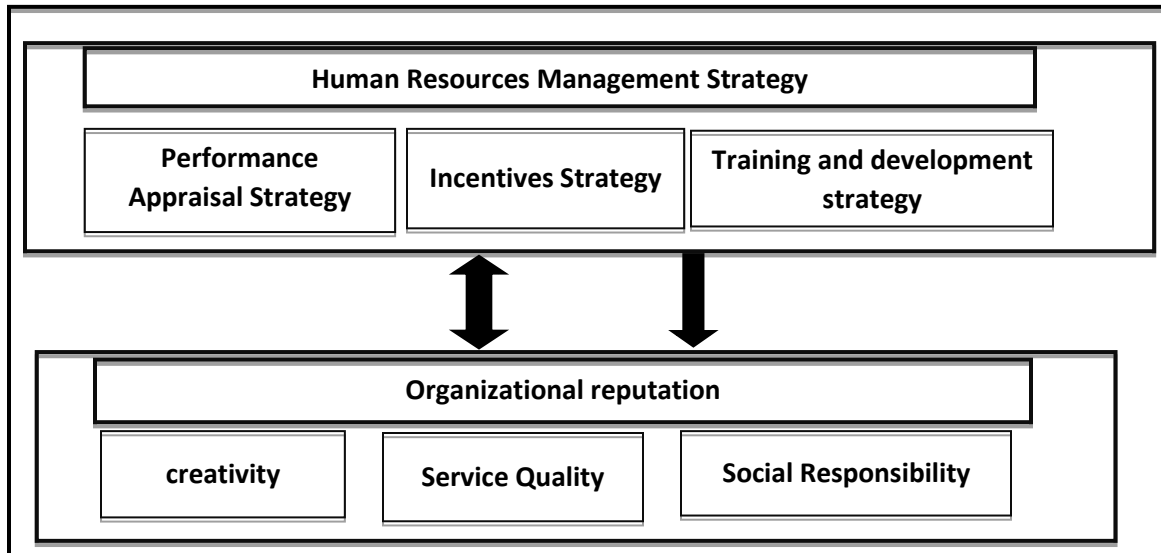 Human Resources Management Strategy
Performance
Appraisal Strategy
Incentives Strategy
Training and development
strategy
Organizational reputation
creativity
Service Quality
Social Responsibility